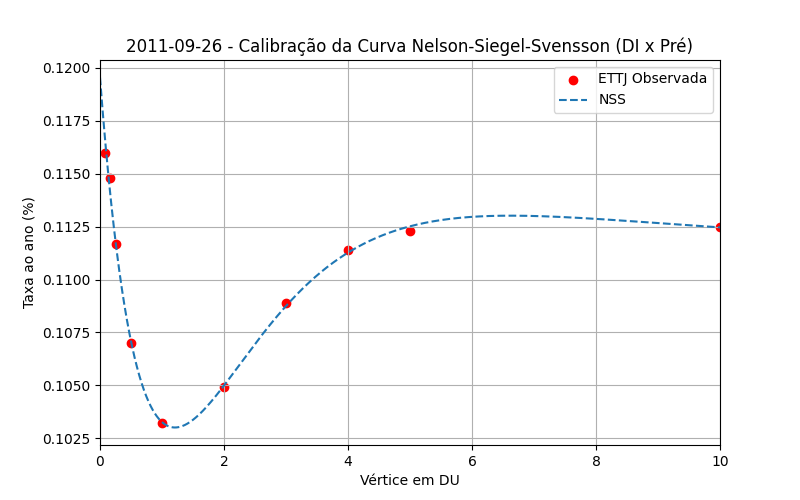 2011-09-26 - Calibração da Curva Nelson-Siegel-Svensson (DI x Pré)
ETTJ Observada
NSS
Taxa ao ano (%)
0.1200
0.1175
0.1150
0.1125
0.1100
0.1075
0.1050
0.1025
0 2 4 6 8 10
Vértice em DU